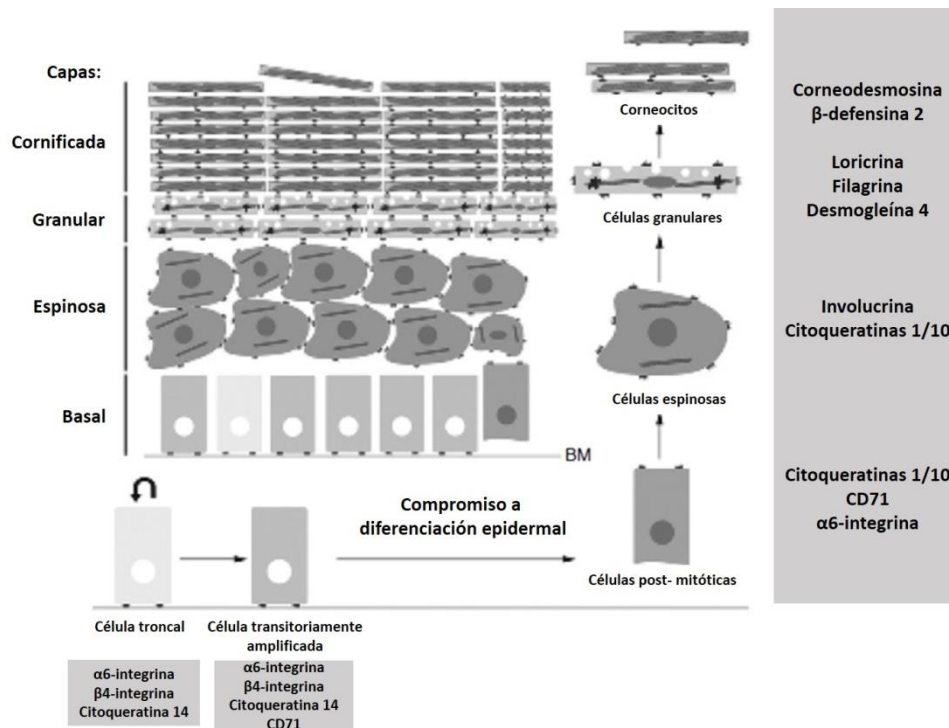 Capas:
Cornificada
Granular
Espinosa
Basal
BM
Corneocitos
Células granulares
Células espinosas
Células post- mitóticas
Compromiso a
diferenciación epidermal
Célula troncal
Célula transitoriamente
amplificada
α6-integrina
β4-integrina
Citoqueratina 14
α6-integrina
β4-integrina
Citoqueratina 14
CD71
Corneodesmosina
β-defensina 2
Loricrina
Filagrina
Desmogleína 4
Involucrina
Citoqueratinas 1/10
Citoqueratinas 1/10
CD71
α6-integrina